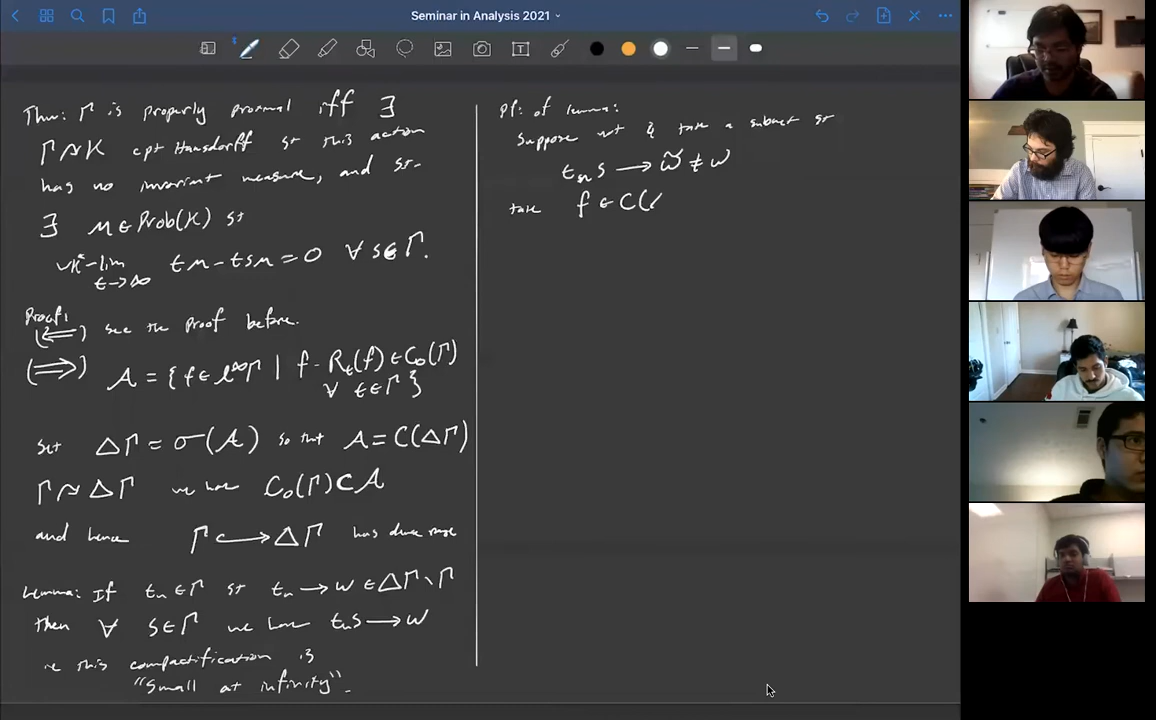 Seminar in Analysis 2021
Thm: Γ is properly proximal iff ∃
Γ ↷ K cpt Hausdorff st this action
has no invariant measure, and st.
∃ μ ∈ Prob(K) st
wk*-lim t→∞ tμ - tsμ = 0 ∀ s∈Γ.
Proof:
(⇐) see the proof before.
(⇒) A = {f ∈ ℓ^∞Γ | f - R_t(f) ∈ C_0(Γ)
∀ t∈Γ}
set ΔΓ = σ(A) so that A = C(ΔΓ)
Γ ↷ ΔΓ we have C_0(Γ) ⊂ A
and hence Γ ↪ ΔΓ has dense range
Lemma: If t_n ∈ Γ st t_n → w ∈ ΔΓ \ Γ
then ∀ s∈Γ we have t_n s → w
ie this compactification is
"Small at infinity".
Pf: of lemma:
Suppose not & take a subnet st
s → w̃ ≠ w
take f ∈ C(